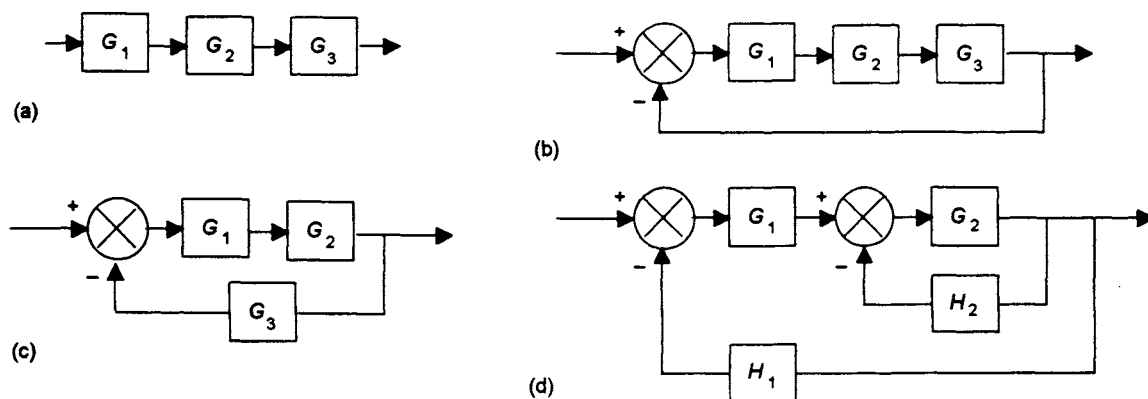 G1 G2 G3
(a)
+ G1 G2 G3
−
(b)
+ G1 G2
−
G3
(c)
+ G1 + G2
− −
H2
H1
(d)